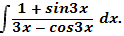 ∫ (1 + sin3x)/(3x − cos3x) dx.